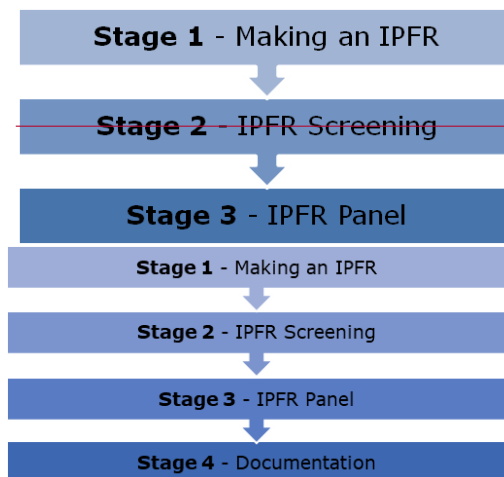 Stage 1 - Making an IPFR
Stage 2 - IPFR Screening
Stage 3 - IPFR Panel
Stage 1 - Making an IPFR
Stage 2 - IPFR Screening
Stage 3 - IPFR Panel
Stage 4 - Documentation